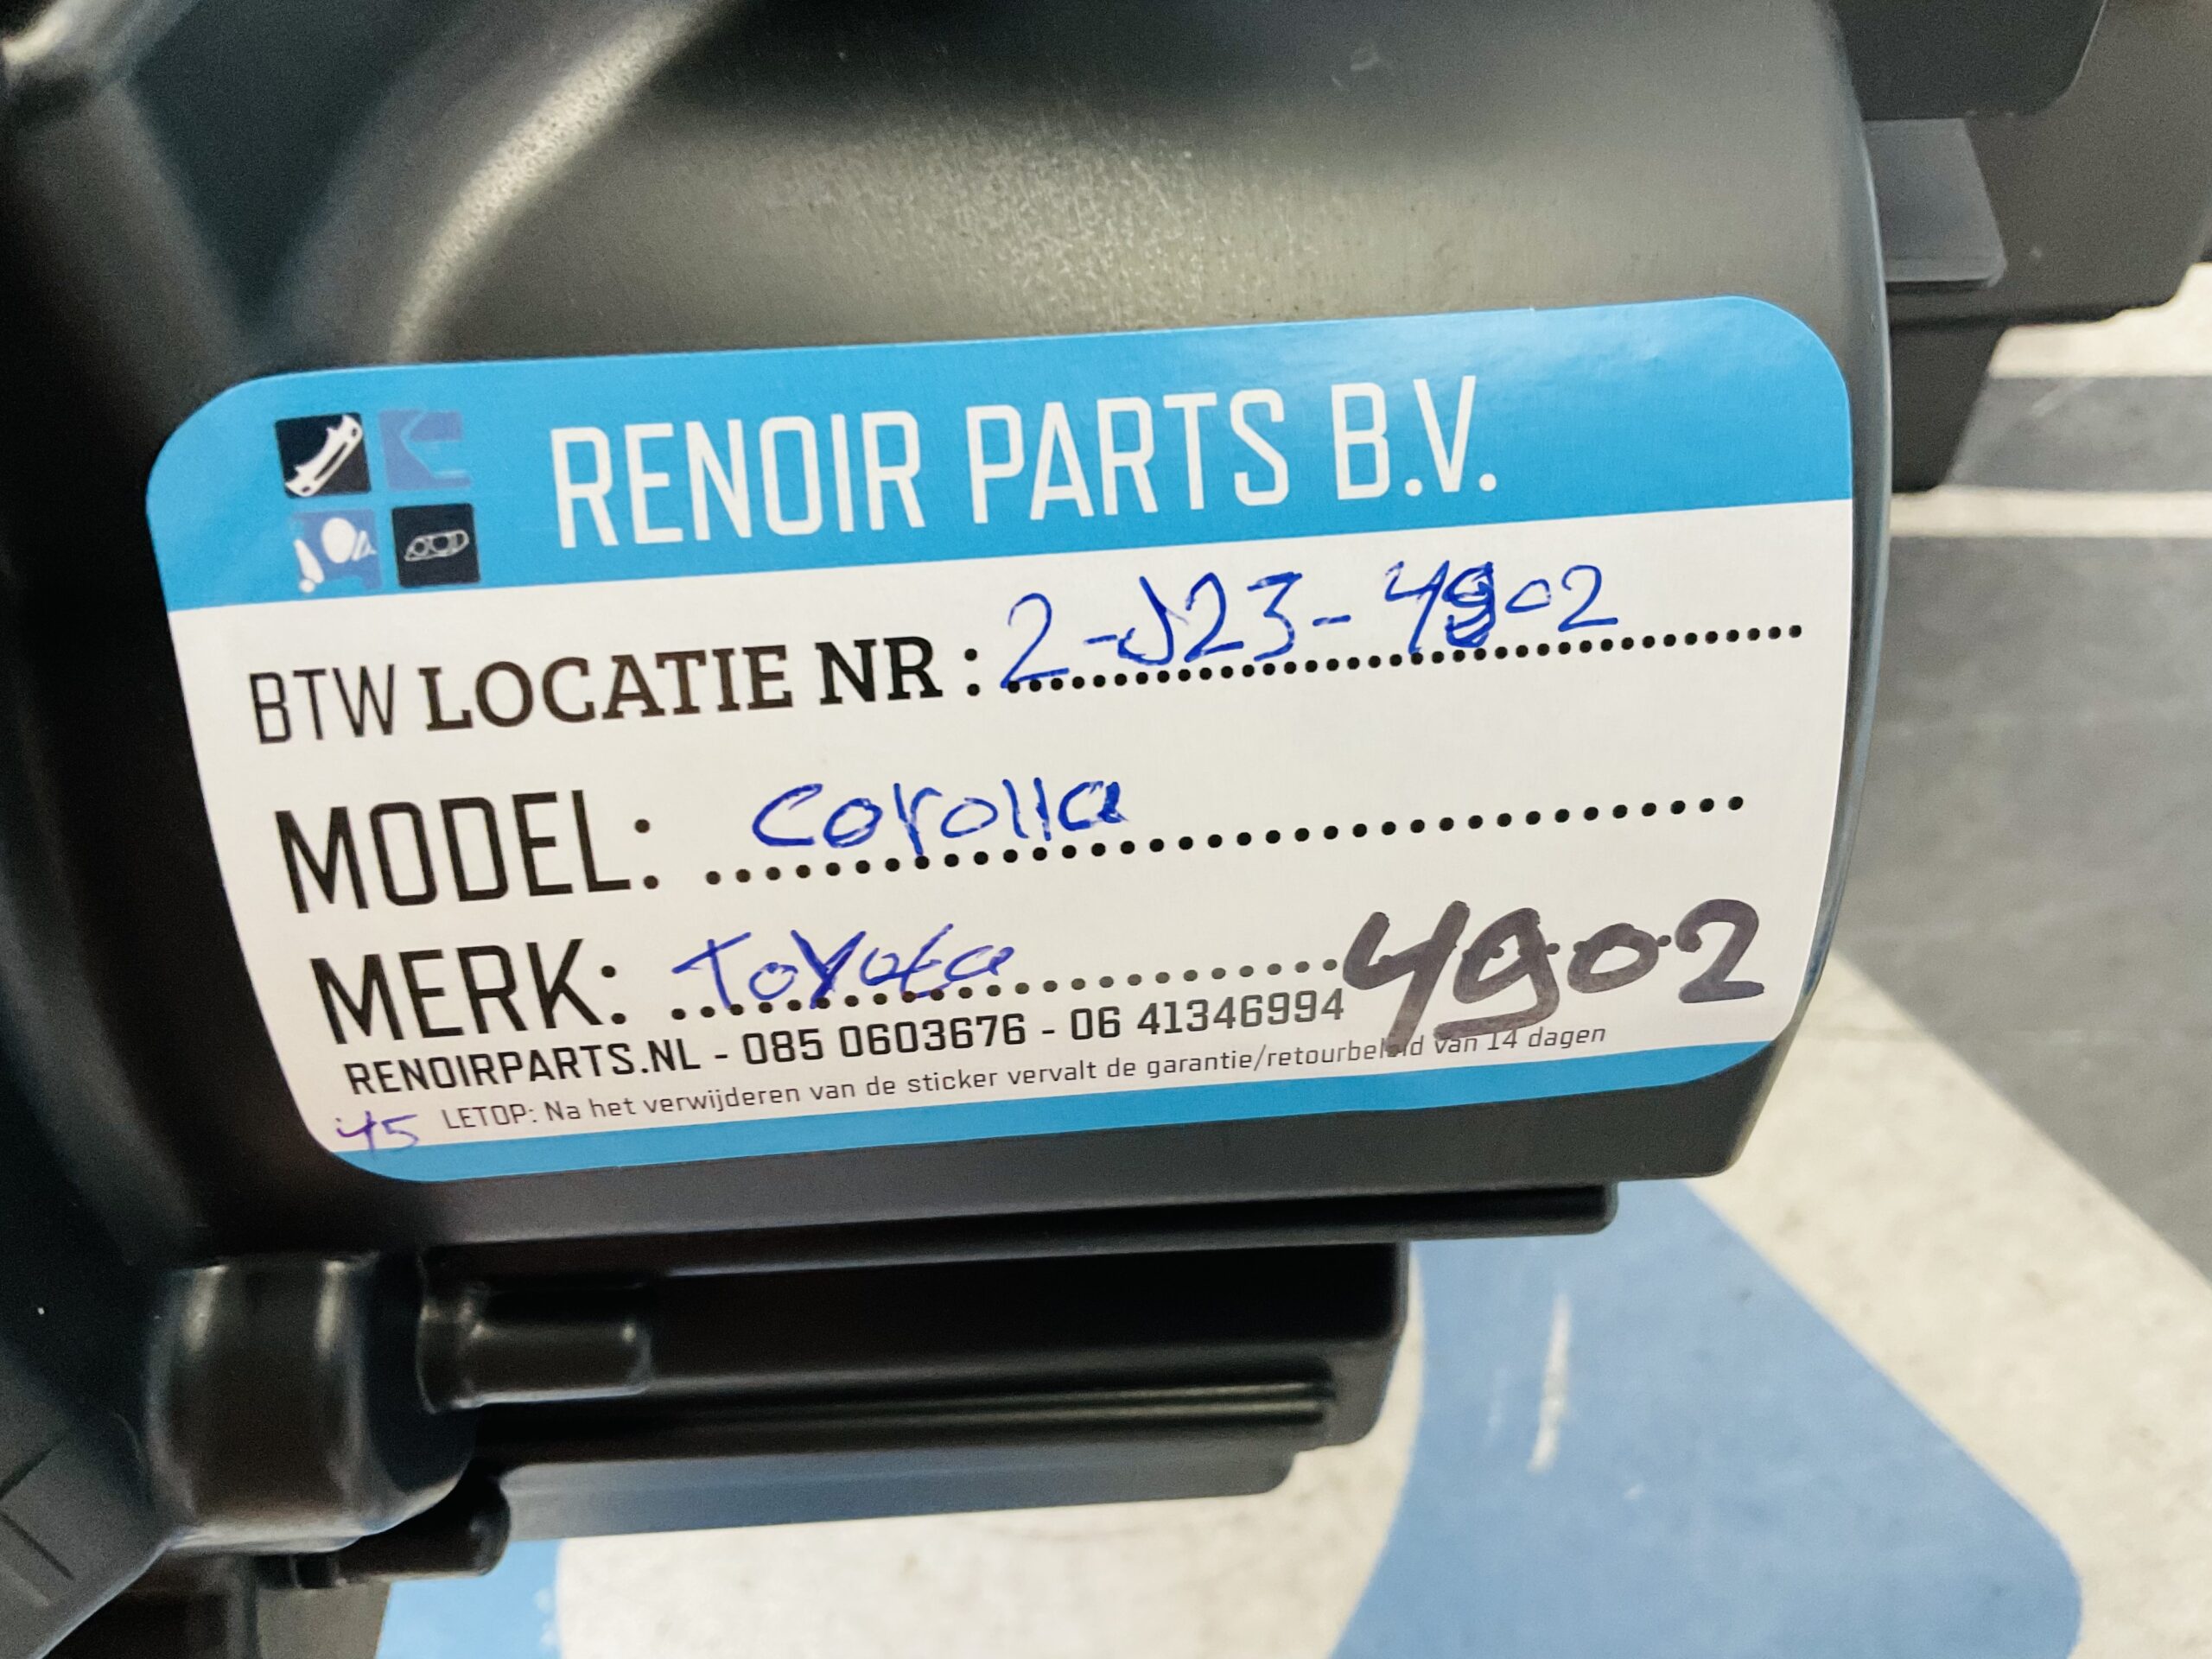 RENOIR PARTS B.V.
BTW LOCATIE NR : 2-J23-4902
MODEL: corolla
MERK: Toyota 4902
RENOIRPARTS.NL - 085 0603676 - 06 41346994
45 LETOP: Na het verwijderen van de sticker vervalt de garantie/retourbeleid van 14 dagen